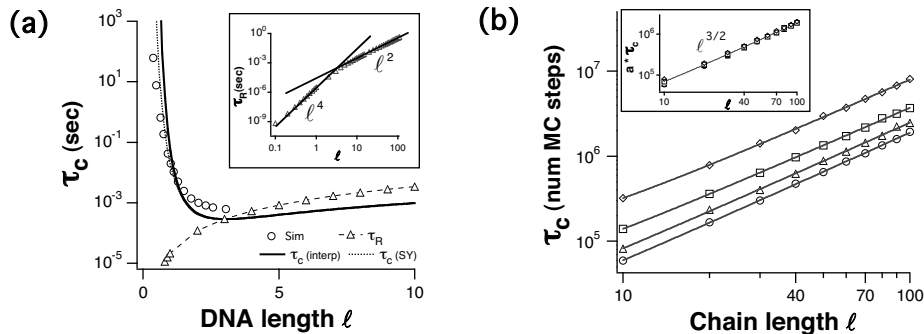 (a)
10^3
10^1
10^-1
10^-3
10^-5
τ_c (sec)
0
5
10
DNA length ℓ
Sim
τ_R
τ_c (interp)
τ_c (SY)
10^0
10^-3
10^-6
10^-9
τ_R(sec)
ℓ^2
ℓ^4
0.1
1
10
100
ℓ
(b)
10^7
10^6
10^5
τ_c (num MC steps)
10
20
40
70
100
Chain length ℓ
10^6
10^5
a * τ_c
ℓ^3/2
10
40
70
100
ℓ